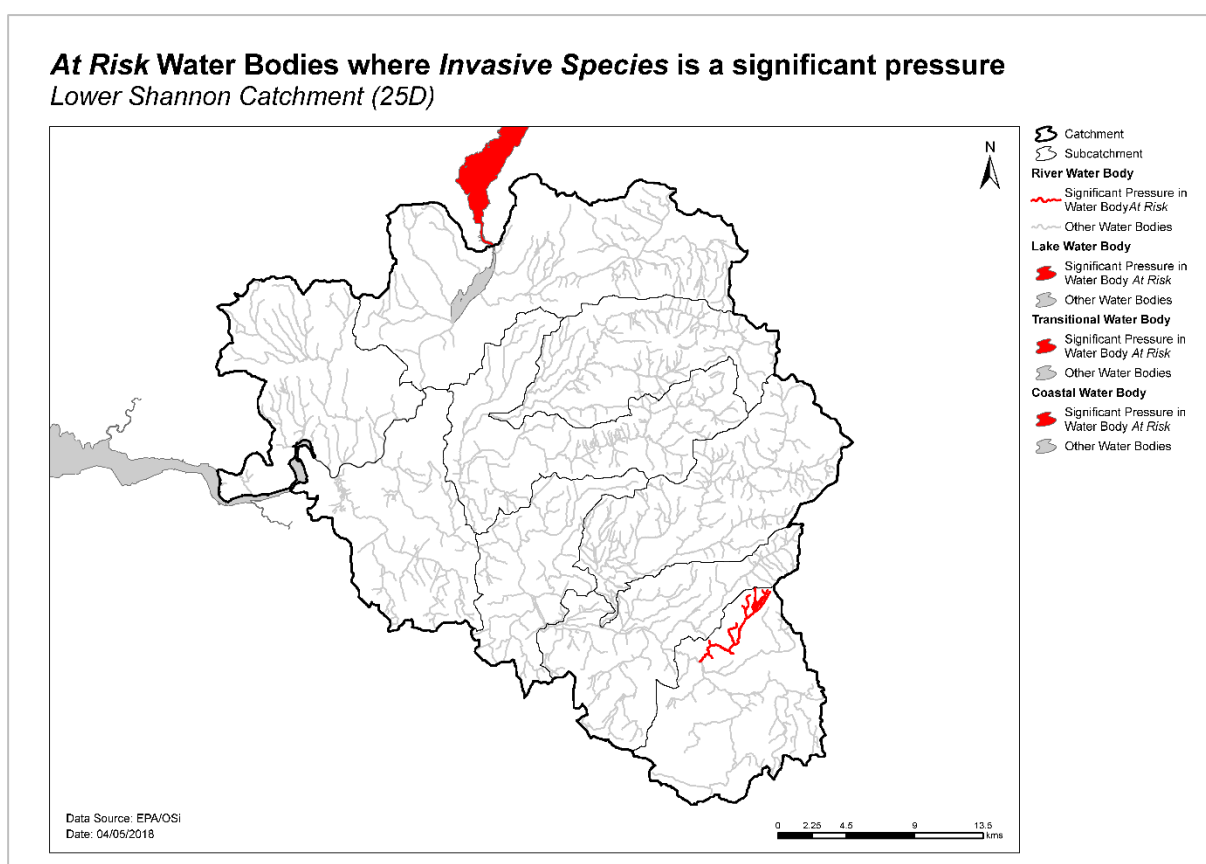 At Risk Water Bodies where Invasive Species is a significant pressure
Lower Shannon Catchment (25D)
N
Catchment
Subcatchment
River Water Body
Significant Pressure in
Water BodyAt Risk
Other Water Bodies
Lake Water Body
Significant Pressure in
Water Body At Risk
Other Water Bodies
Transitional Water Body
Significant Pressure in
Water Body At Risk
Other Water Bodies
Coastal Water Body
Significant Pressure in
Water Body At Risk
Other Water Bodies
Data Source: EPA/OSi
Date: 04/05/2018
0 2.25 4.5 9 13.5
kms